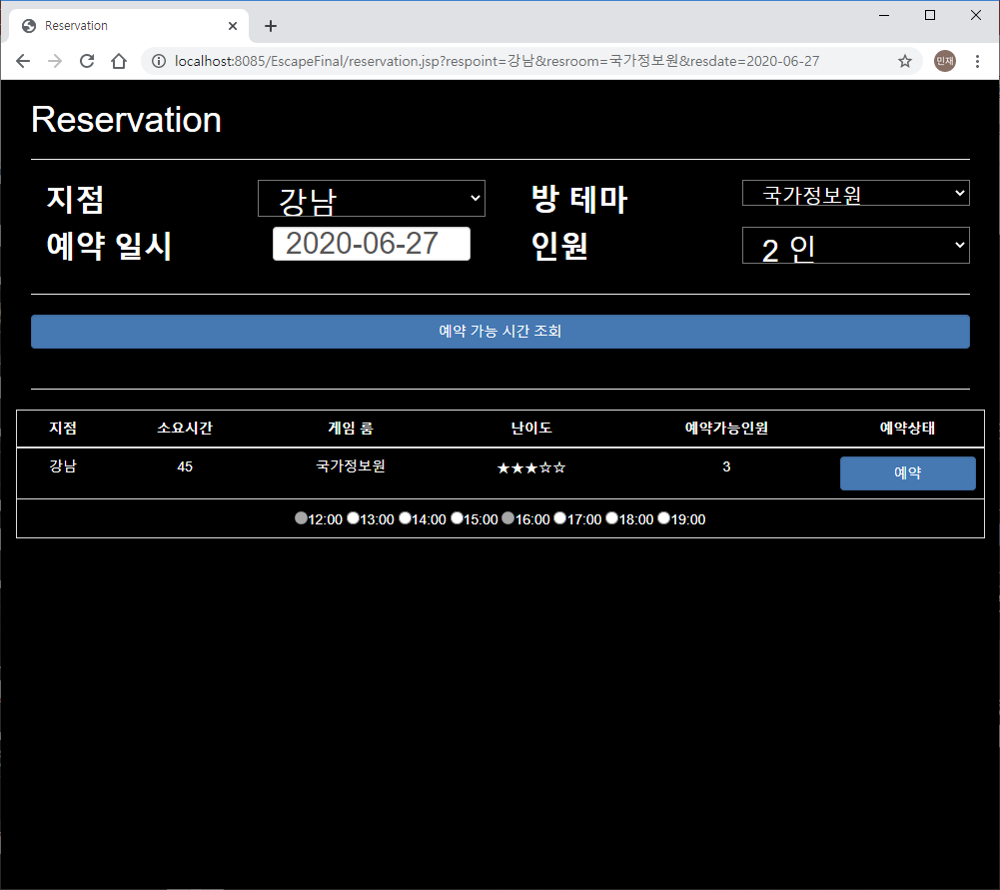 Reservation
localhost:8085/EscapeFinal/reservation.jsp?respoint=강남&resroom=국가정보원&resdate=2020-06-27
민재
Reservation
지점 강남 방 테마 국가정보원
예약 일시 2020-06-27 인원 2 인
예약 가능 시간 조회
지점 소요시간 게임 룸 난이도 예약가능인원 예약상태
강남 45 국가정보원 ★★★☆☆ 3 예약
12:00 13:00 14:00 15:00 16:00 17:00 18:00 19:00